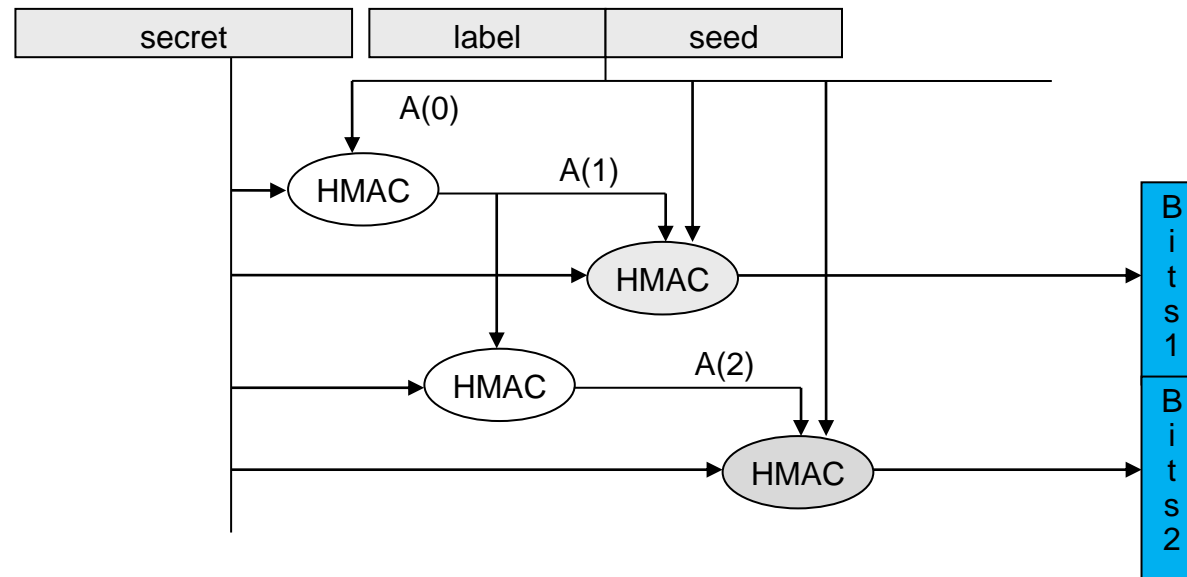 secret
label
seed
A(0)
HMAC
A(1)
HMAC
HMAC
A(2)
HMAC
B
i
t
s
1
B
i
t
s
2